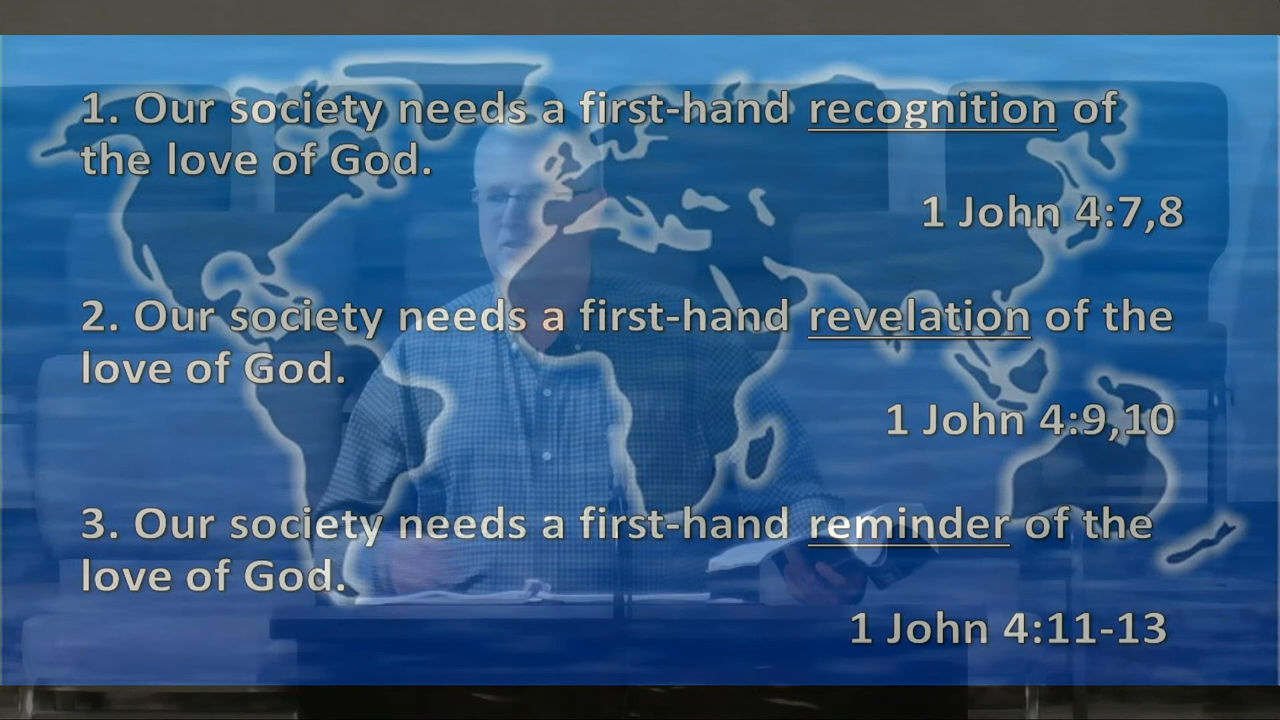 1. Our society needs a first-hand recognition of
the love of God.
1 John 4:7,8
2. Our society needs a first-hand revelation of the
love of God.
1 John 4:9,10
3. Our society needs a first-hand reminder of the
love of God.
1 John 4:11-13